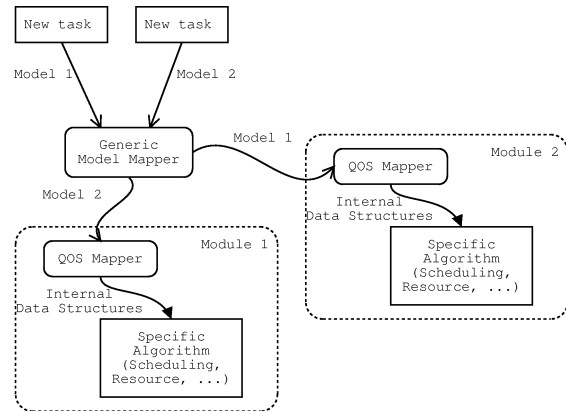 New task
New task
Model 1
Model 2
Generic
Model Mapper
Model 1
Module 2
QOS Mapper
Internal
Data Structures
Specific
Algorithm
(Scheduling,
Resource, ...)
Model 2
Module 1
QOS Mapper
Internal
Data Structures
Specific
Algorithm
(Scheduling,
Resource, ...)